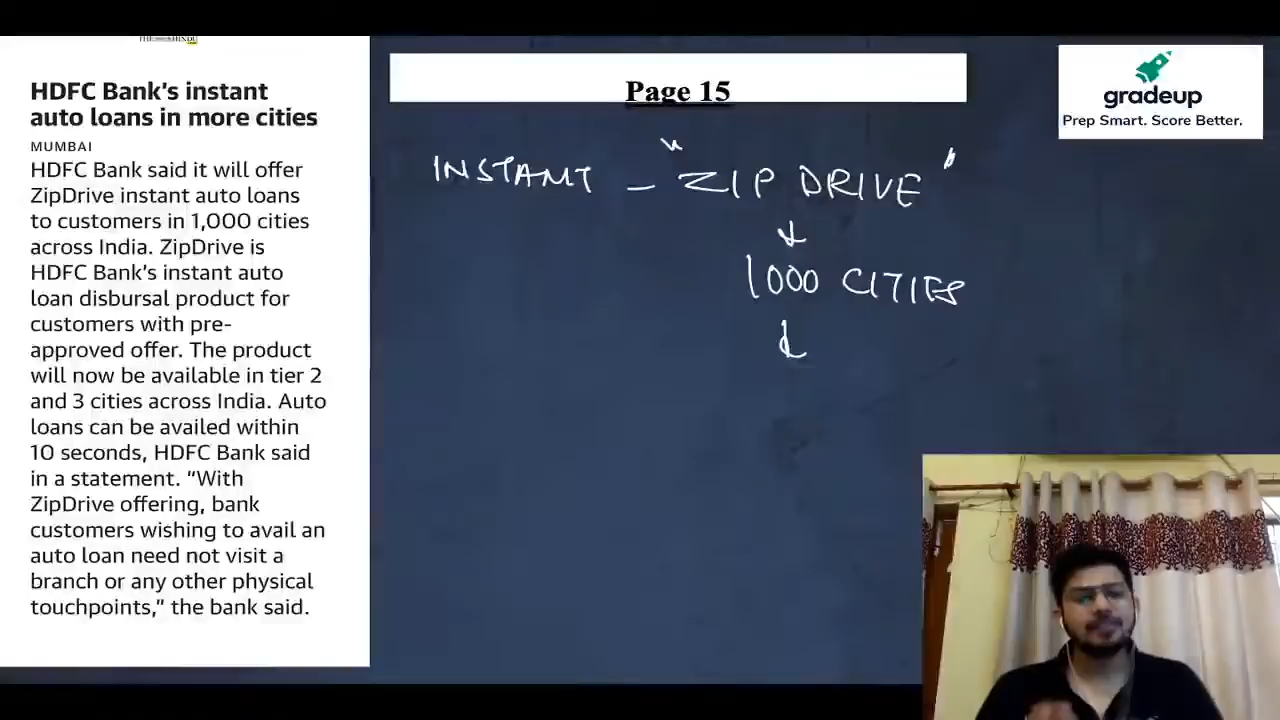 THE HINDU
HDFC Bank's instant
auto loans in more cities
MUMBAI
HDFC Bank said it will offer
ZipDrive instant auto loans
to customers in 1,000 cities
across India. ZipDrive is
HDFC Bank's instant auto
loan disbursal product for
customers with pre-
approved offer. The product
will now be available in tier 2
and 3 cities across India. Auto
loans can be availed within
10 seconds, HDFC Bank said
in a statement. “With
ZipDrive offering, bank
customers wishing to avail an
auto loan need not visit a
branch or any other physical
touchpoints,” the bank said.
Page 15
INSTANT - "ZIP DRIVE"
1000 CITIES
gradeup
Prep Smart. Score Better.